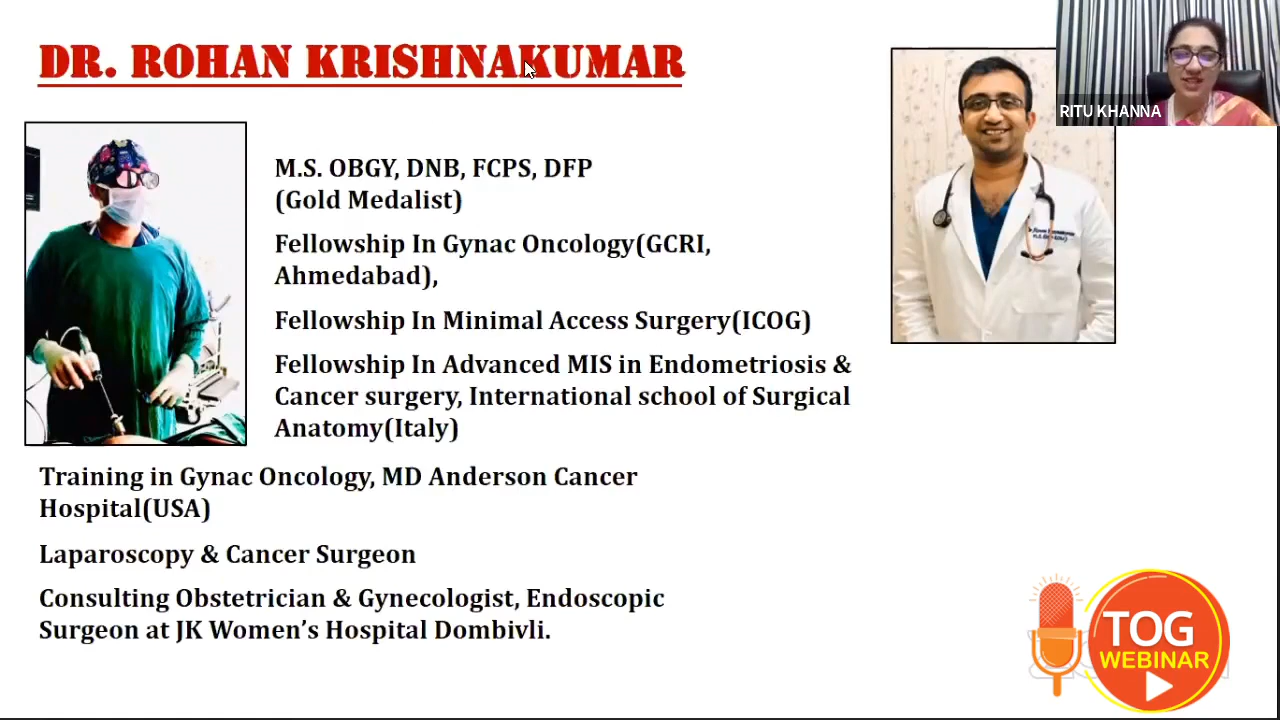 DR. ROHAN KRISHNAKUMAR
RITU KHANNA
M.S. OBGY, DNB, FCPS, DFP
(Gold Medalist)
Fellowship In Gynac Oncology(GCRI,
Ahmedabad),
Fellowship In Minimal Access Surgery(ICOG)
Fellowship In Advanced MIS in Endometriosis &
Cancer surgery, International school of Surgical
Anatomy(Italy)
Training in Gynac Oncology, MD Anderson Cancer
Hospital(USA)
Laparoscopy & Cancer Surgeon
Consulting Obstetrician & Gynecologist, Endoscopic
Surgeon at JK Women’s Hospital Dombivli.
TOG
WEBINAR